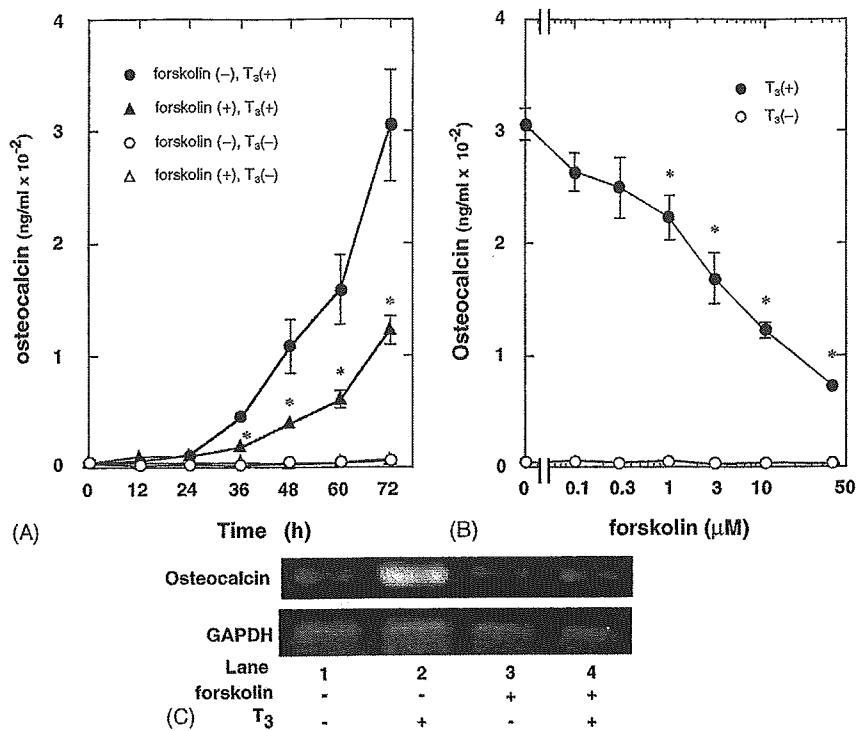 4
3
2
1
0
osteocalcin (ng/ml x 10⁻²)
forskolin (–), T₃(+)
forskolin (+), T₃(+)
forskolin (–), T₃(–)
forskolin (+), T₃(–)
*
*
*
*
*
0 12 24 36 48 60 72
(A) Time (h)
4
3
2
1
0
Osteocalcin (ng/ml x 10⁻²)
T₃(+)
T₃(–)
*
*
*
*
0 0.1 0.3 1 3 10 50
(B) forskolin (μM)
Osteocalcin
GAPDH
Lane 1 2 3 4
forskolin - - + +
(C) T₃ - + - +